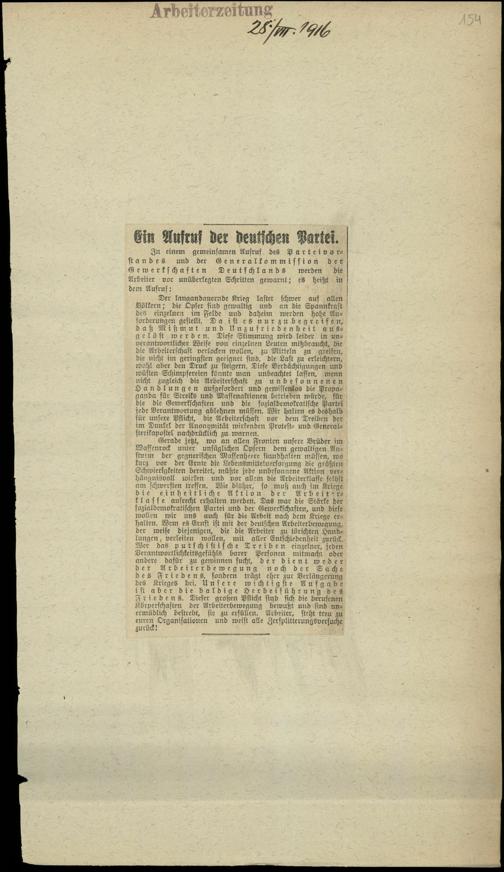 Arbeiterzeitung
154
28./VII. 1916
Ein Aufruf der deutschen Partei.
In einem gemeinsamen Aufruf des Parteivor-
standes und der Generalkommission der
Gewerkschaften Deutschlands werden die
Arbeiter vor unüberlegten Schritten gewarnt; es heißt in
dem Aufruf:
Der langandauernde Krieg lastet schwer auf allen
Völkern; die Opfer sind gewaltig und an die Spannkraft
des einzelnen im Felde und daheim werden hohe An-
forderungen gestellt. Da ist es nur zu begreifen,
daß Mißmut und Unzufriedenheit aus-
gelöst werden. Diese Stimmung wird leider in un-
verantwortlicher Weise von einzelnen Leuten mißbraucht, die
die Arbeiterschaft verlocken wollen, zu Mitteln zu greifen,
die nicht im geringsten geeignet sind, die Last zu erleichtern,
wohl aber den Druck zu steigern. Diese Verdächtigungen und
wüsten Schimpfereien könnte man unbeachtet lassen, wenn
nicht zugleich die Arbeiterschaft zu unbesonnenen
Handlungen aufgefordert und gewissenlos die Propa-
ganda für Streiks und Massenaktionen betrieben würde, für
die die Gewerkschaften und die sozialdemokratische Partei
jede Verantwortung ablehnen müssen. Wir halten es deshalb
für unsere Pflicht, die Arbeiterschaft vor dem Treiben der
im Dunkel der Anonymität wirkenden Protest- und General-
streikapostel nachdrücklich zu warnen.
Gerade jetzt, wo an allen Fronten unsere Brüder im
Waffenrock unter unsäglichen Opfern dem gewaltigen An-
sturm der gegnerischen Massenheere standhalten müssen, wo
kurz vor der Ernte die Lebensmittelversorgung die größten
Schwierigkeiten bereitet, müßte jede unbesonnene Aktion ver-
hängnisvoll wirken und vor allem die Arbeiterklasse selbst
am schwersten treffen. Wie bisher, so muß auch im Kriege
die einheitliche Aktion der Arbeiter-
klasse aufrecht erhalten werden. Das war die Stärke der
sozialdemokratischen Partei und der Gewerkschaften, und diese
wollen wir uns auch für die Arbeit nach dem Kriege er-
halten. Wem es Ernst ist mit der deutschen Arbeiterbewegung,
der weise diejenigen, die die Arbeiter zu törichten Hand-
lungen verleiten wollen, mit aller Entschiedenheit zurück.
Wer das putschistische Treiben einzelner, jeden
Verantwortlichkeitsgefühls barer Personen mitmacht oder
andere dafür zu gewinnen sucht, der dient weder
der Arbeiterbewegung noch der Sache
des Friedens, sondern trägt eher zur Verlängerung
des Krieges bei. Unsere wichtigste Aufgabe
ist aber die baldige Herbeiführung des
Friedens. Dieser großen Pflicht sind sich die berufenen
Körperschaften der Arbeiterbewegung bewußt und sind un-
ermüdlich bestrebt, sie zu erfüllen. Arbeiter, steht treu zu
euren Organisationen und weist alle Zersplitterungsversuche
zurück!